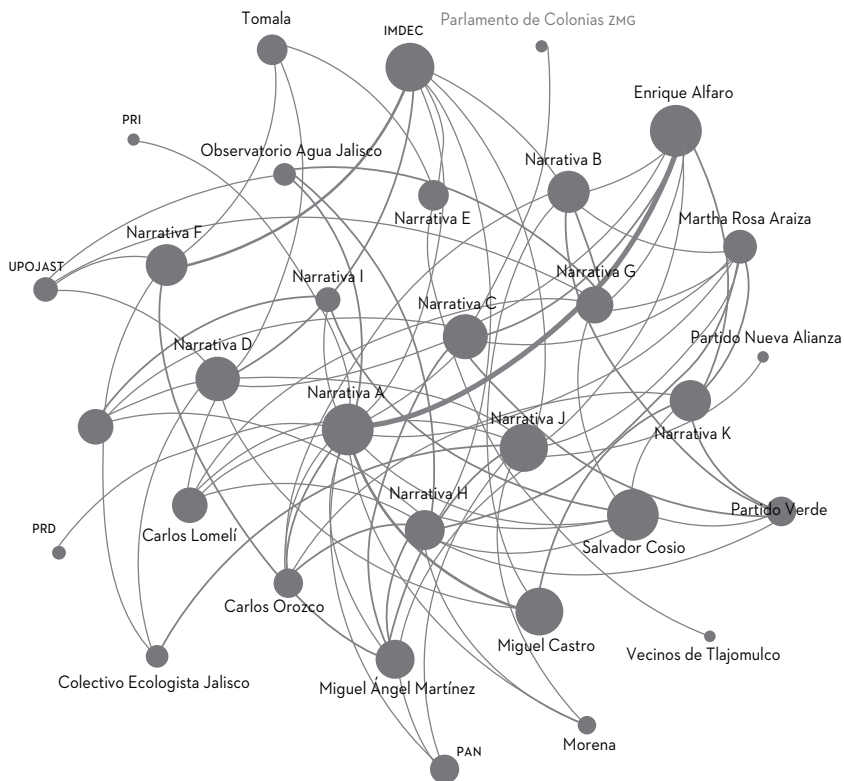 Tomala
IMDEC
Parlamento de Colonias ZMG
Enrique Alfaro
PRI
Observatorio Agua Jalisco
Narrativa B
Narrativa E
Martha Rosa Araiza
Narrativa F
UPOJAST
Narrativa I
Narrativa G
Narrativa C
Partido Nueva Alianza
Narrativa D
Narrativa A
Narrativa J
Narrativa K
Narrativa H
Partido Verde
PRD
Carlos Lomelí
Salvador Cosio
Carlos Orozco
Miguel Castro
Vecinos de Tlajomulco
Colectivo Ecologista Jalisco
Miguel Ángel Martínez
PAN
Morena